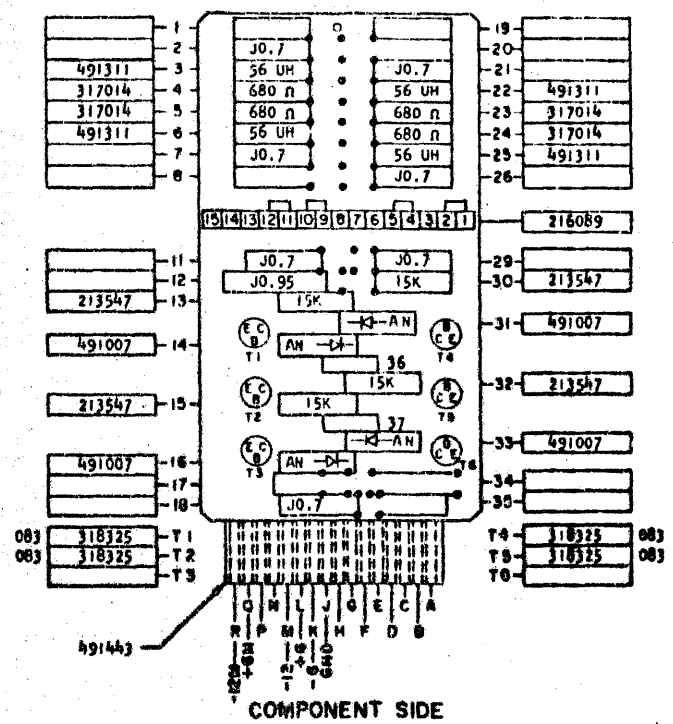 1 19
2 J0.7 20
491311 3 56 UH J0.7 21
317014 4 680 Ω 56 UH 22 491311
317014 5 680 Ω 680 Ω 23 317014
491311 6 56 UH 680 Ω 24 317014
7 J0.7 56 UH 25 491311
8 J0.7 26
15 14 13 12 11 10 9 8 7 6 5 4 3 2 1 216089
11 J0.7 J0.7 29
12 J0.95 15K 30 213547
213547 13 15K
E C B AN B C E 31 491007
491007 14 T1 AN T4
36
15K 32 213547
E C B B C E
213547 15 15K
T2 37 T5
AN 33 491007
E C B B C E
491007 16 AN T6
T3
17 34
18 J0.7 35
083 318325 T1 T4 318325 083
083 318325 T2 T5 318325 083
T3 T6
Q N L J G E C A
R P M K H F D B
491443
-12M +6M -12 +6 -6 GND
COMPONENT SIDE